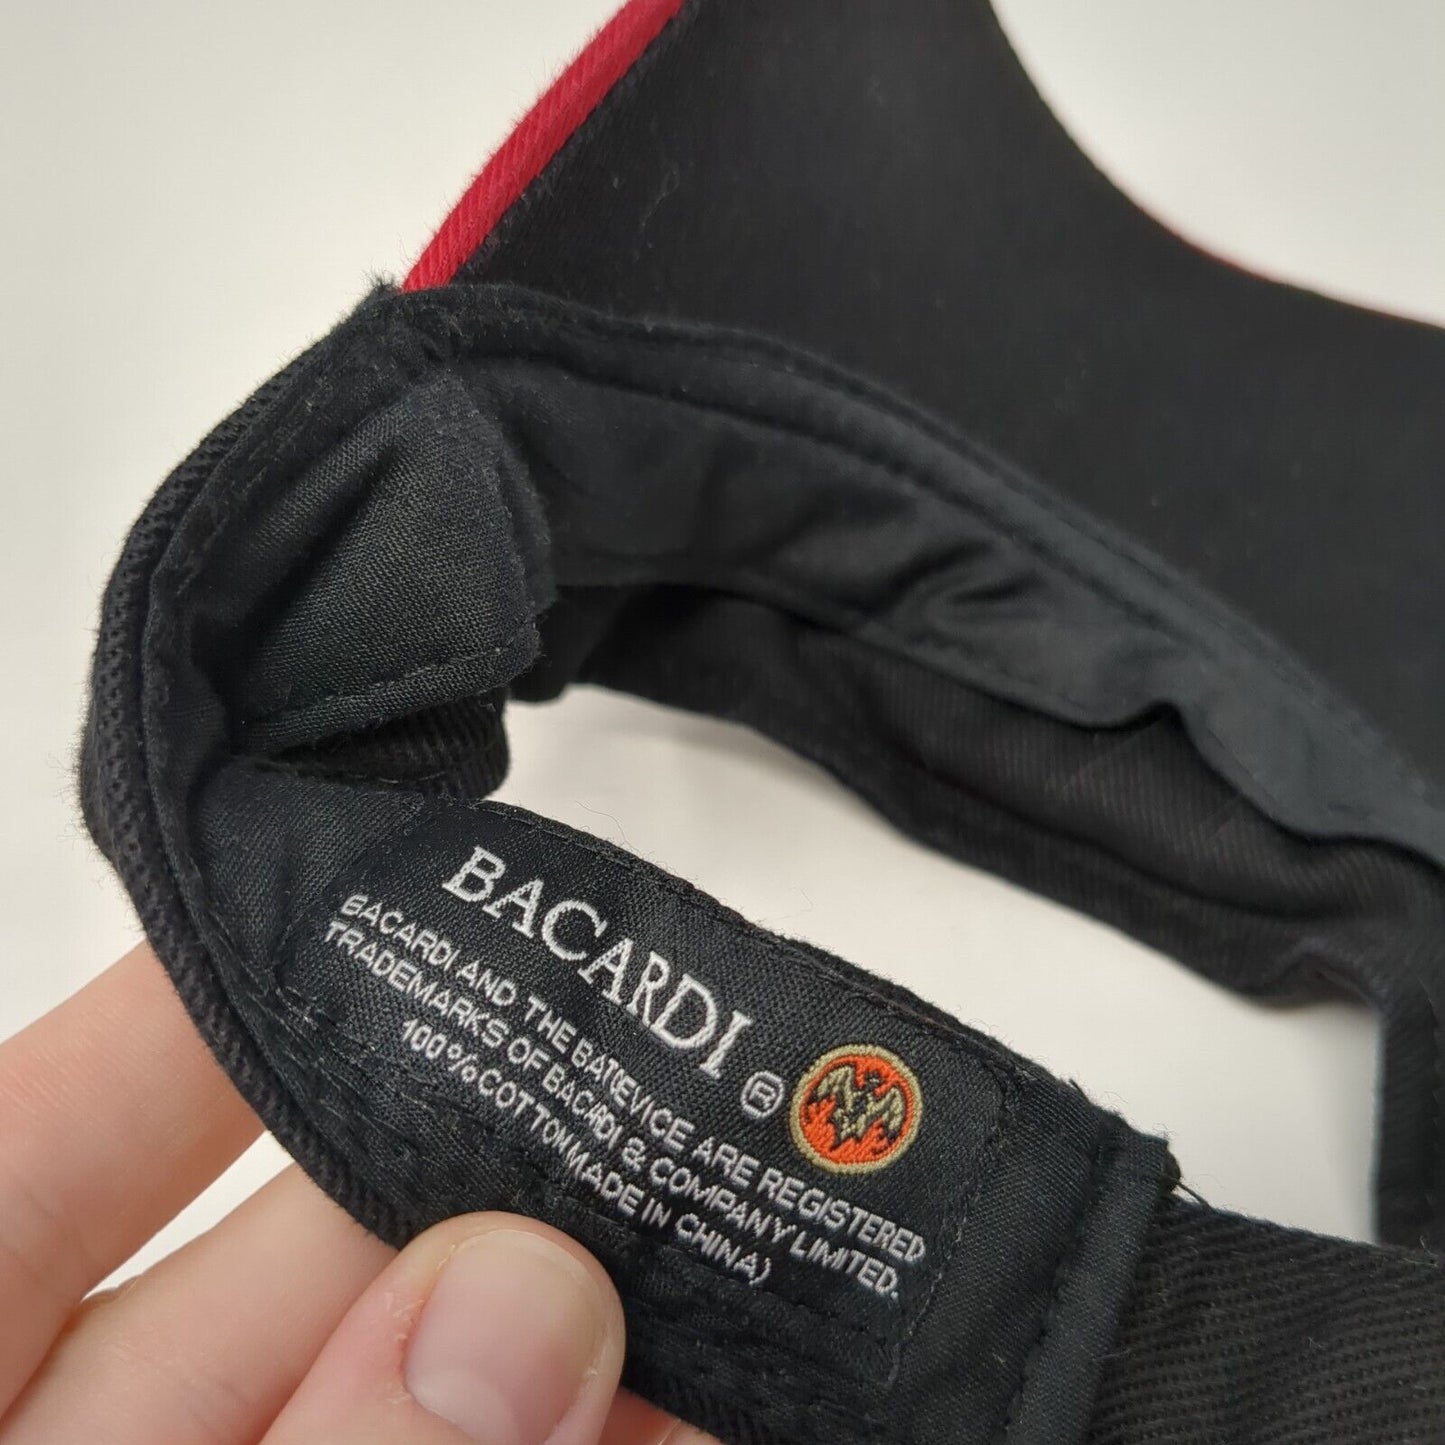 BACARDI ®
BACARDI AND THE BAT DEVICE ARE REGISTERED
TRADEMARKS OF BACARDI & COMPANY LIMITED.
100% COTTON MADE IN CHINA)